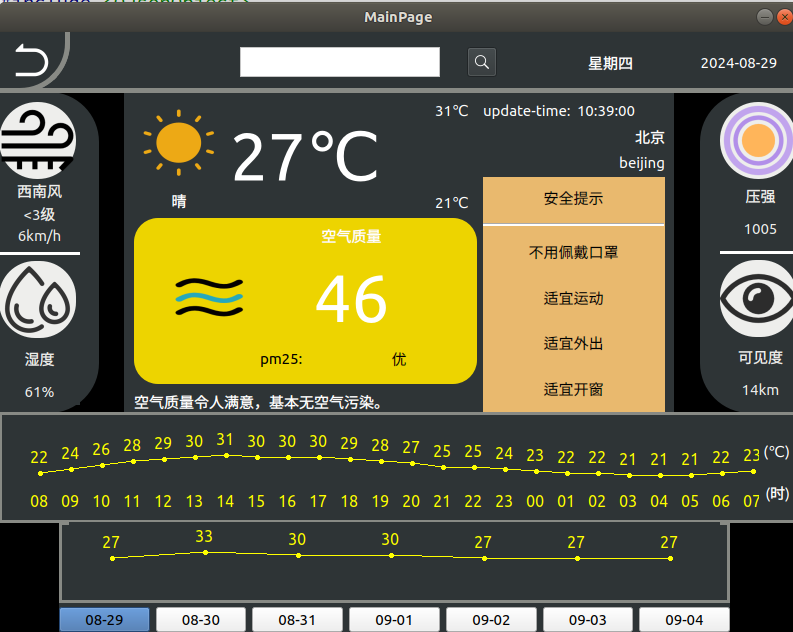 MainPage
星期四
2024-08-29
西南风
<3级
6km/h
湿度
61%
31℃
27℃
晴
21℃
空气质量
46
pm25:
优
空气质量令人满意，基本无空气污染。
update-time: 10:39:00
北京
beijing
安全提示
不用佩戴口罩
适宜运动
适宜外出
适宜开窗
压强
1005
可见度
14km
22 24 26 28 29 30 31 30 30 30 29 28 27 25 25 24 23 22 22 21 21 21 22 23 (℃)
08 09 10 11 12 13 14 15 16 17 18 19 20 21 22 23 00 01 02 03 04 05 06 07 (时)
27 33 30 30 27 27 27
08-29 08-30 08-31 09-01 09-02 09-03 09-04